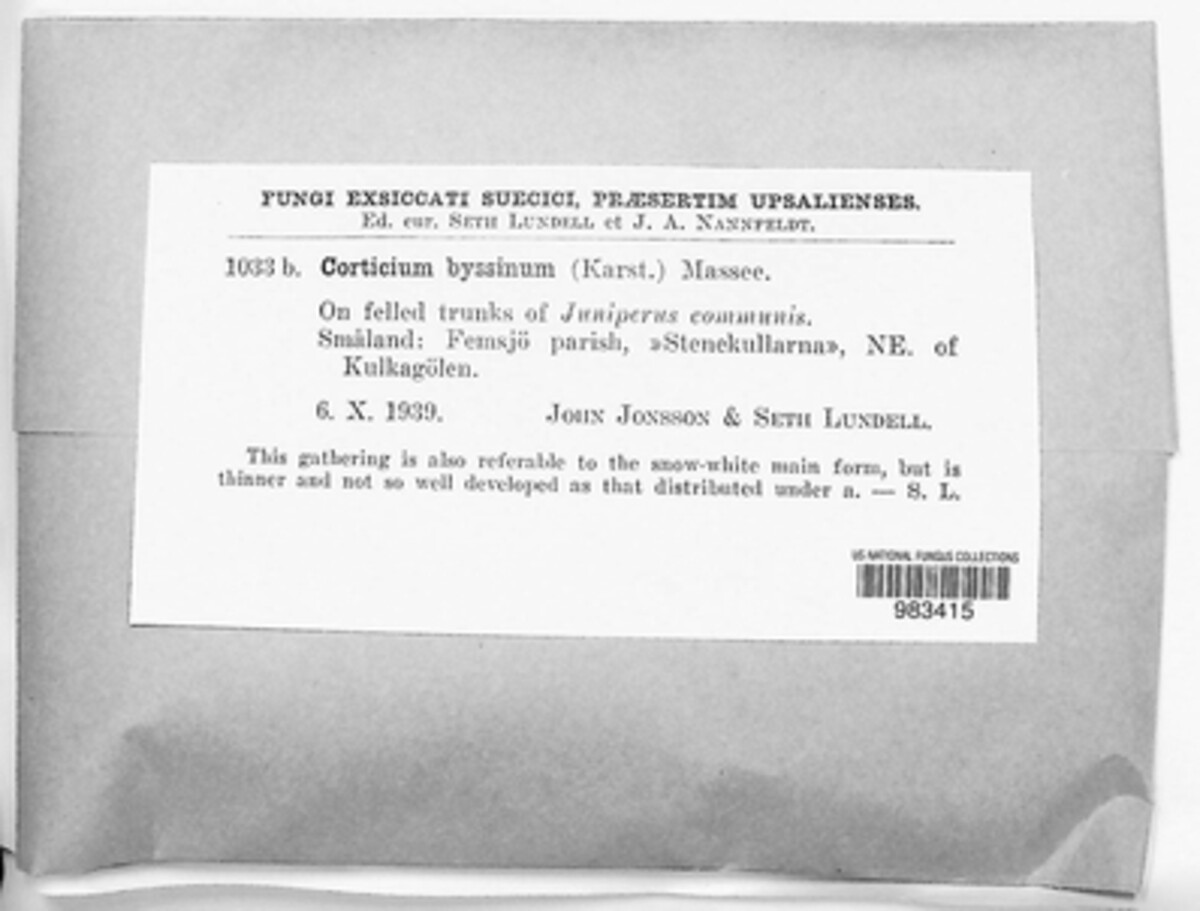 FUNGI EXSICCATI SUECICI, PRÆSERTIM UPSALIENSES.
Ed. cur. SETH LUNDELL et J. A. NANNFELDT.
1033 b. Corticium byssinum (Karst.) Massee.
On felled trunks of Juniperus communis.
Småland: Femsjö parish, »Stenekullarna», NE. of
Kulkagölen.
6. X. 1939. JOHN JONSSON & SETH LUNDELL.
This gathering is also referable to the snow-white main form, but is
thinner and not so well developed as that distributed under a. — S. L.
US NATIONAL FUNGUS COLLECTIONS
983415